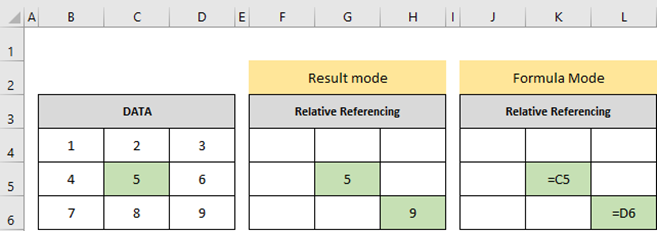 A B C D E F G H I J K L
1
2 Result mode Formula Mode
3 DATA Relative Referencing Relative Referencing
4 1 2 3
5 4 5 6 5 =C5
6 7 8 9 9 =D6